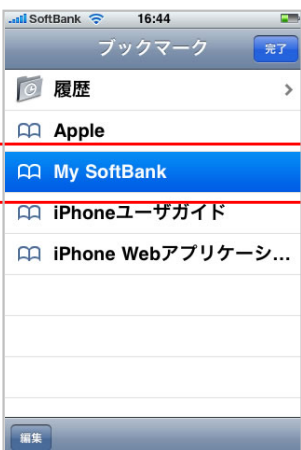 SoftBank 16:44
ブックマーク 完了
履歴
Apple
My SoftBank
iPhoneユーザガイド
iPhone Webアプリケーシ...
編集